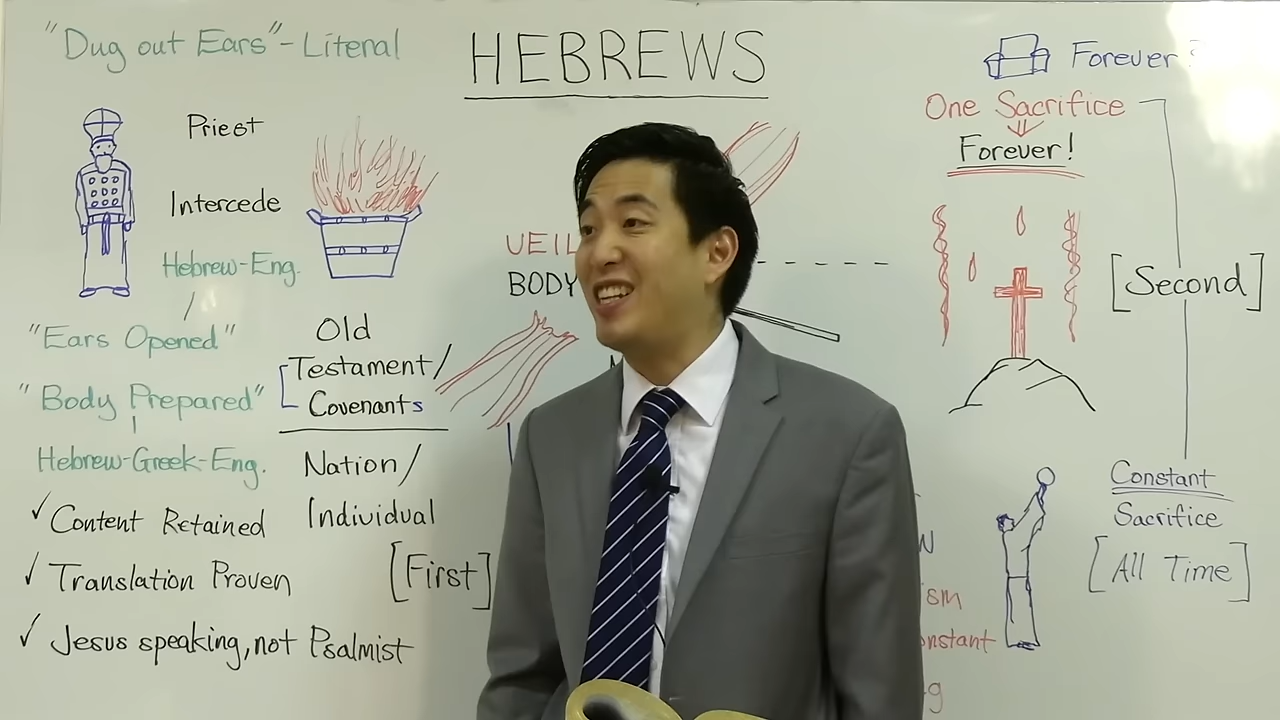 "Dug out Ears"-Literal
HEBREWS
Forever?
Priest
Intercede
Hebrew-Eng.
"Ears Opened"
"Body Prepared"
Hebrew-Greek-Eng.
✓ Content Retained
✓ Translation Proven
✓ Jesus speaking, not Psalmist
Old
Testament/
Covenants
Nation/
Individual
[First]
VEIL
BODY
One Sacrifice
Forever!
[Second]
Constant
Sacrifice
[All Time]